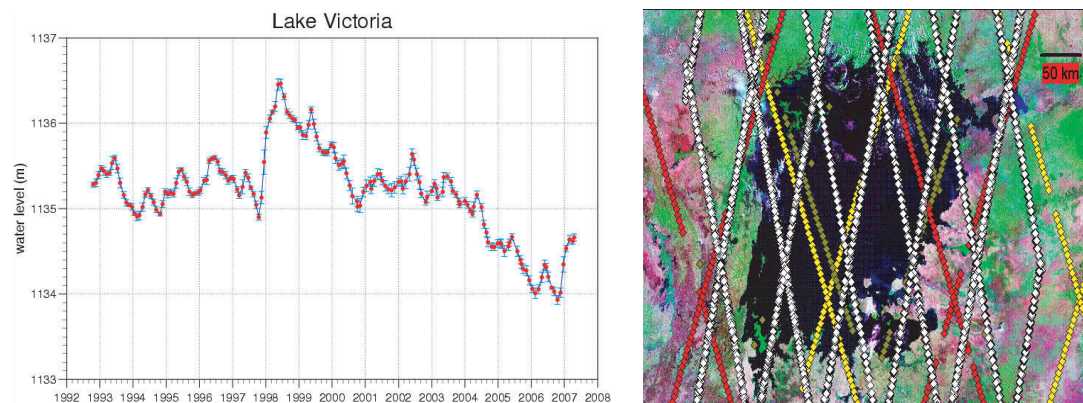 Lake Victoria
1137
1136
1135
1134
1133
water level (m)
1992 1993 1994 1995 1996 1997 1998 1999 2000 2001 2002 2003 2004 2005 2006 2007 2008
50 km